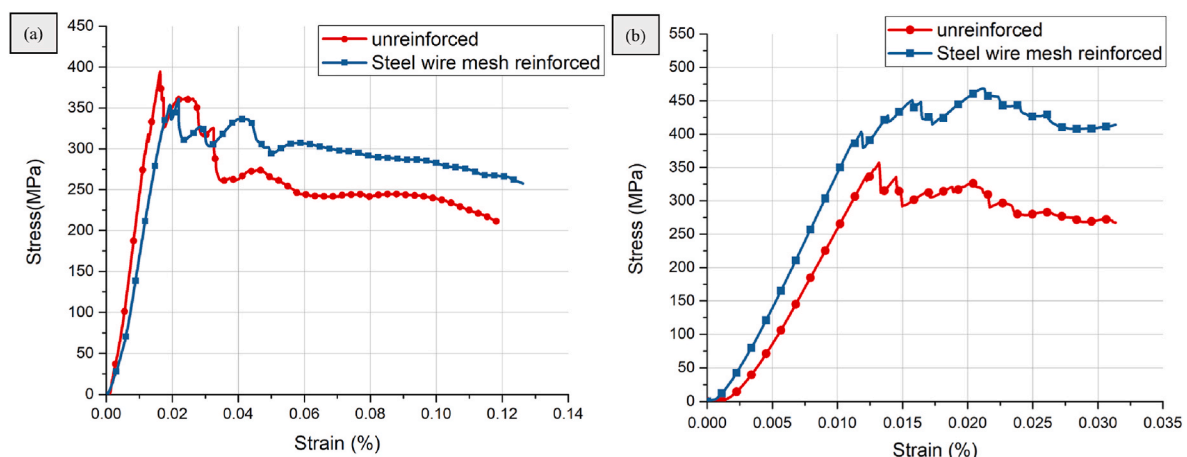 (a)
unreinforced
Steel wire mesh reinforced
Stress(MPa)
450
400
350
300
250
200
150
100
50
0
0.00 0.02 0.04 0.06 0.08 0.10 0.12 0.14
Strain (%)
(b)
unreinforced
Steel wire mesh reinforced
Stress (MPa)
550
500
450
400
350
300
250
200
150
100
50
0
0.000 0.005 0.010 0.015 0.020 0.025 0.030 0.035
Strain (%)